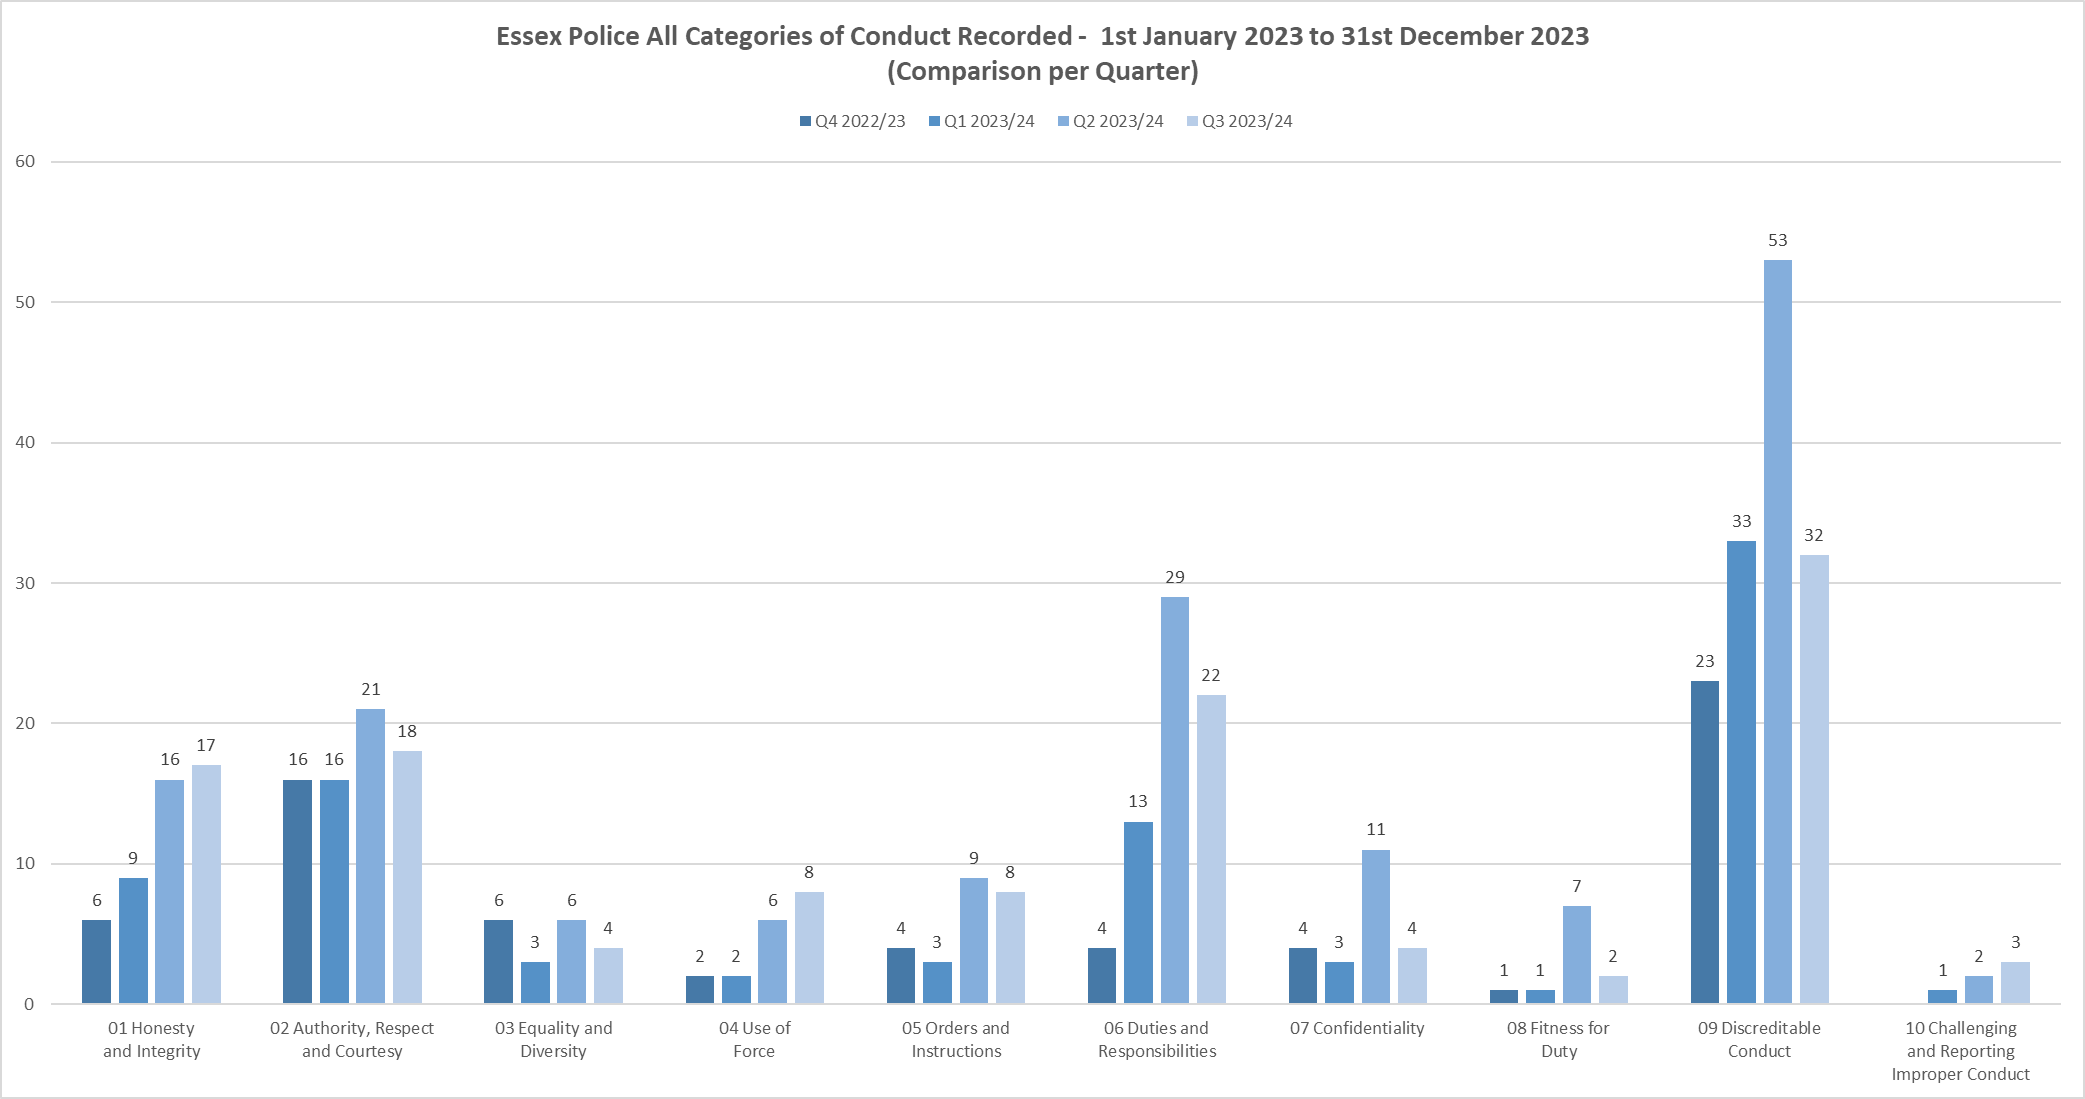 Essex Police All Categories of Conduct Recorded - 1st January 2023 to 31st December 2023
(Comparison per Quarter)
Q4 2022/23 Q1 2023/24 Q2 2023/24 Q3 2023/24
60
50
40
30
20
10
0
6 9 16 17
16 16 21 18
6 3 6 4
2 2 6 8
4 3 9 8
4 13 29 22
4 3 11 4
1 1 7 2
23 33 53 32
1 2 3
01 Honesty
and Integrity
02 Authority, Respect
and Courtesy
03 Equality and
Diversity
04 Use of
Force
05 Orders and
Instructions
06 Duties and
Responsibilities
07 Confidentiality
08 Fitness for
Duty
09 Discreditable
Conduct
10 Challenging
and Reporting
Improper Conduct